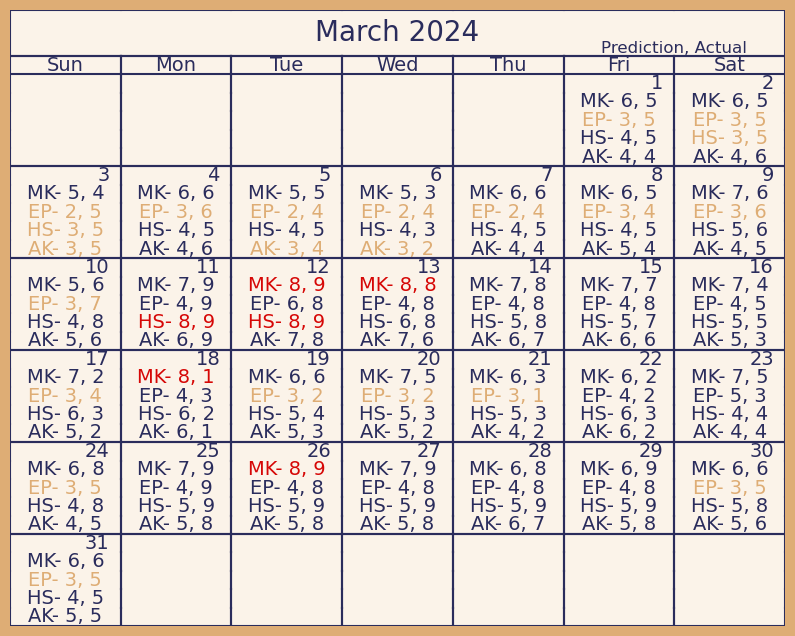 March 2024
Prediction, Actual
Sun Mon Tue Wed Thu Fri Sat
1 2
MK- 6, 5 MK- 6, 5
EP- 3, 5 EP- 3, 5
HS- 4, 5 HS- 3, 5
AK- 4, 4 AK- 4, 6
3 4 5 6 7 8 9
MK- 5, 4 MK- 6, 6 MK- 5, 5 MK- 5, 3 MK- 6, 6 MK- 6, 5 MK- 7, 6
EP- 2, 5 EP- 3, 6 EP- 2, 4 EP- 2, 4 EP- 2, 4 EP- 3, 4 EP- 3, 6
HS- 3, 5 HS- 4, 5 HS- 4, 5 HS- 4, 3 HS- 4, 5 HS- 4, 5 HS- 5, 6
AK- 3, 5 AK- 4, 6 AK- 3, 4 AK- 3, 2 AK- 4, 4 AK- 5, 4 AK- 4, 5
10 11 12 13 14 15 16
MK- 5, 6 MK- 7, 9 MK- 8, 9 MK- 8, 8 MK- 7, 8 MK- 7, 7 MK- 7, 4
EP- 3, 7 EP- 4, 9 EP- 6, 8 EP- 4, 8 EP- 4, 8 EP- 4, 8 EP- 4, 5
HS- 4, 8 HS- 8, 9 HS- 8, 9 HS- 6, 8 HS- 5, 8 HS- 5, 7 HS- 5, 5
AK- 5, 6 AK- 6, 9 AK- 7, 8 AK- 7, 6 AK- 6, 7 AK- 6, 6 AK- 5, 3
17 18 19 20 21 22 23
MK- 7, 2 MK- 8, 1 MK- 6, 6 MK- 7, 5 MK- 6, 3 MK- 6, 2 MK- 7, 5
EP- 3, 4 EP- 4, 3 EP- 3, 2 EP- 3, 2 EP- 3, 1 EP- 4, 2 EP- 5, 3
HS- 6, 3 HS- 6, 2 HS- 5, 4 HS- 5, 3 HS- 5, 3 HS- 6, 3 HS- 4, 4
AK- 5, 2 AK- 6, 1 AK- 5, 3 AK- 5, 2 AK- 4, 2 AK- 6, 2 AK- 4, 4
24 25 26 27 28 29 30
MK- 6, 8 MK- 7, 9 MK- 8, 9 MK- 7, 9 MK- 6, 8 MK- 6, 9 MK- 6, 6
EP- 3, 5 EP- 4, 9 EP- 4, 8 EP- 4, 8 EP- 4, 8 EP- 4, 8 EP- 3, 5
HS- 4, 8 HS- 5, 9 HS- 5, 9 HS- 5, 9 HS- 5, 9 HS- 5, 9 HS- 5, 8
AK- 4, 5 AK- 5, 8 AK- 5, 8 AK- 5, 8 AK- 6, 7 AK- 5, 8 AK- 5, 6
31
MK- 6, 6
EP- 3, 5
HS- 4, 5
AK- 5, 5